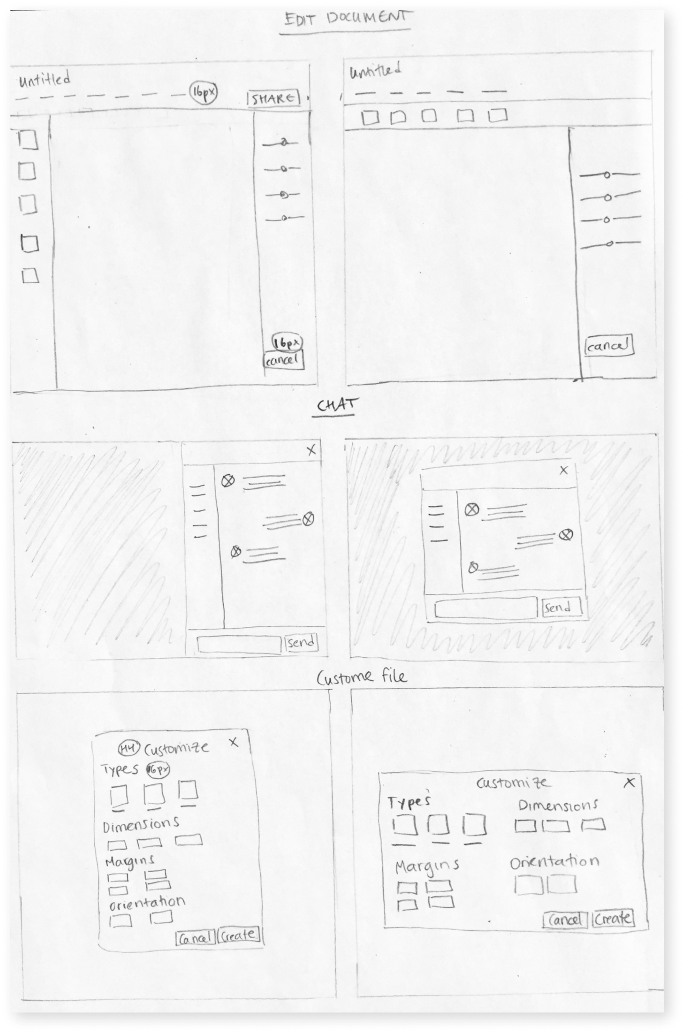 EDIT DOCUMENT
Untitled
16px
SHARE
16px
cancel
Untitled
cancel
CHAT
X
Send
X
Send
Custome file
H4 Customize X
Types 16px
Dimensions
Margins
Orientation
Cancel Create
Customize X
Types Dimensions
Margins Orientation
Cancel Create